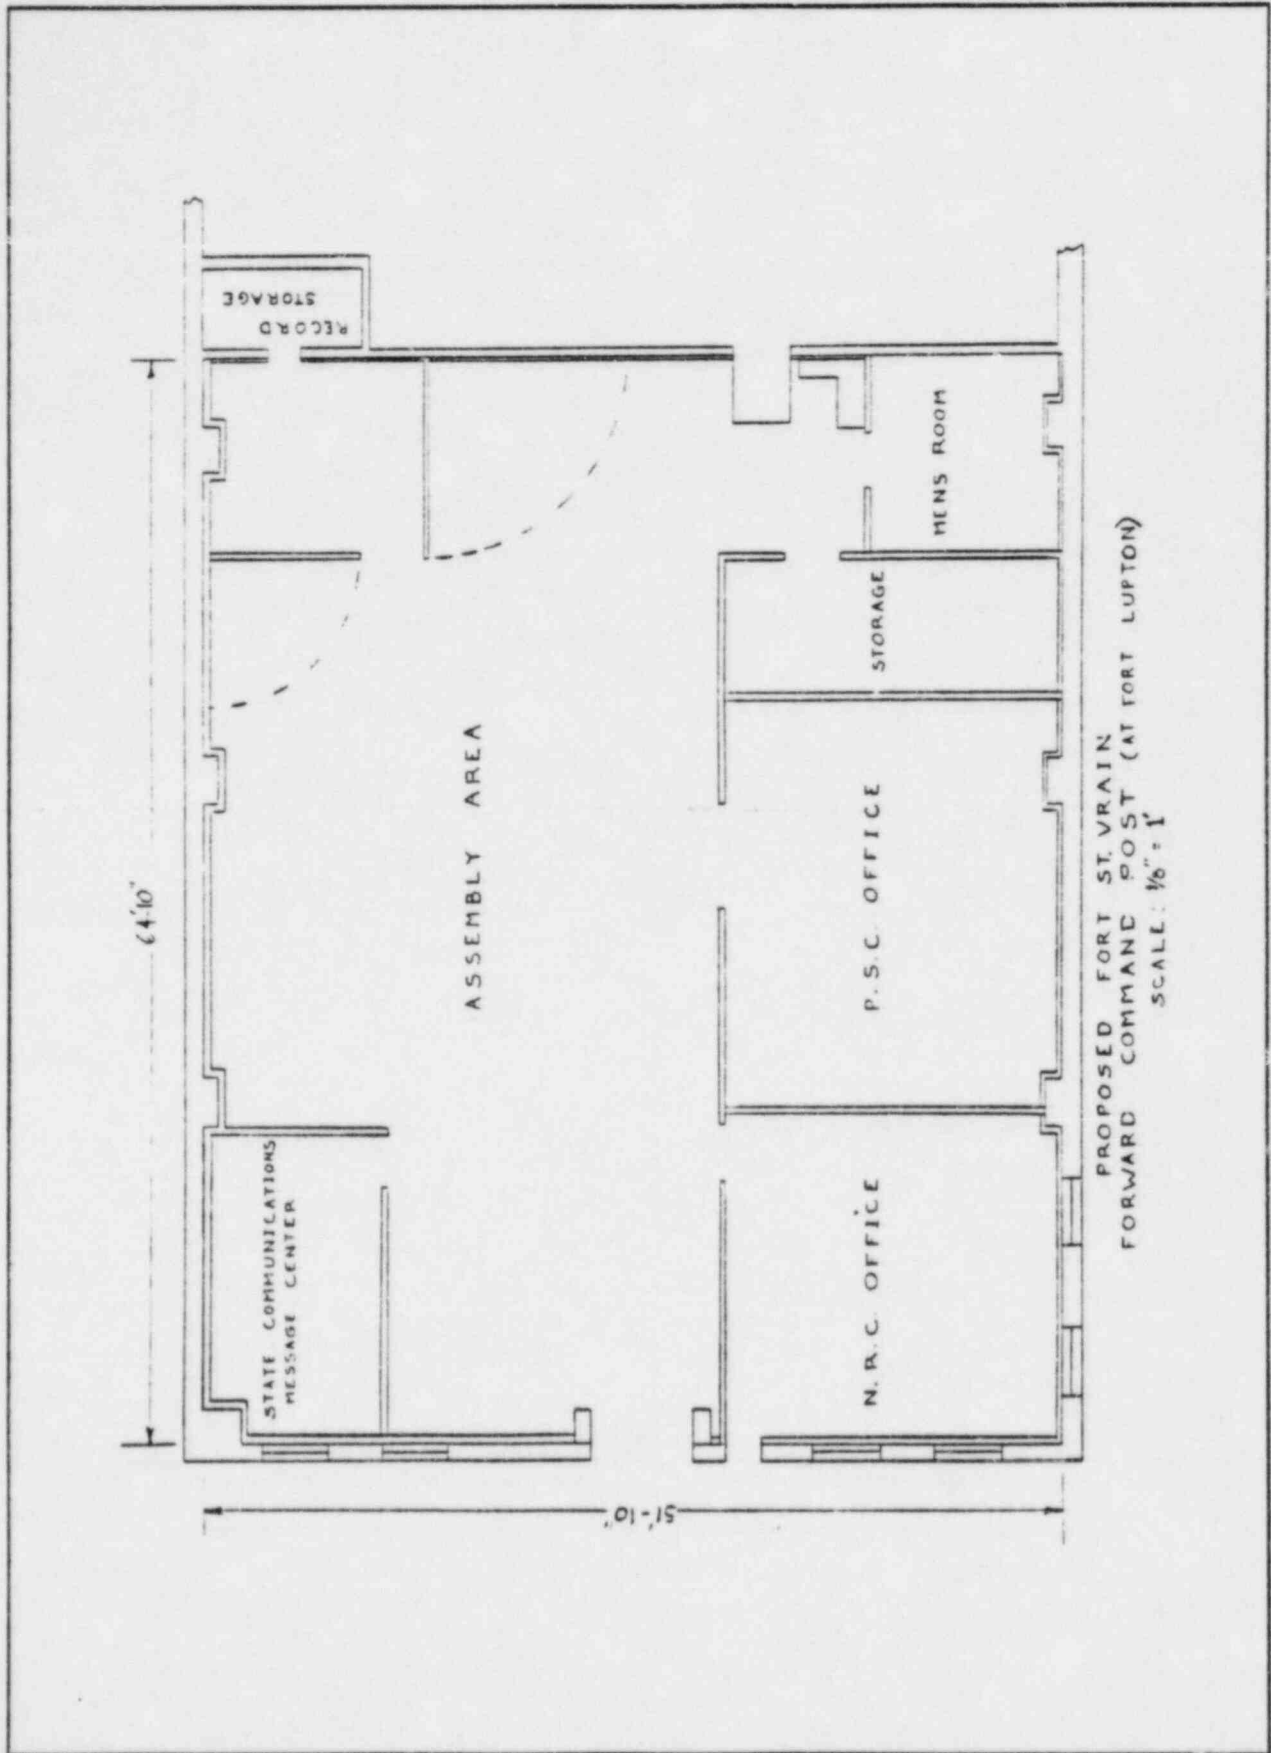 RECORD
STORAGE
64'-10"
MENS ROOM
STORAGE
ASSEMBLY AREA
P.S.C. OFFICE
STATE COMMUNICATIONS
MESSAGE CENTER
N.R.C. OFFICE
51'-10"
PROPOSED FORT ST. VRAIN
FORWARD COMMAND POST (AT FORT LUPTON)
SCALE: 1/8" = 1'